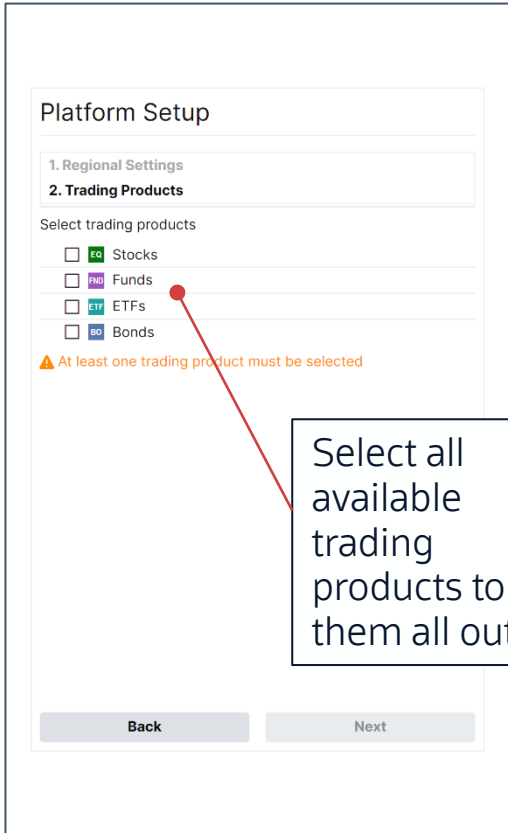 Platform Setup
1. Regional Settings
2. Trading Products
Select trading products
EQ Stocks
FND Funds
ETF ETFs
BO Bonds
At least one trading product must be selected
Select all
available
trading
products to
them all out
Back
Next